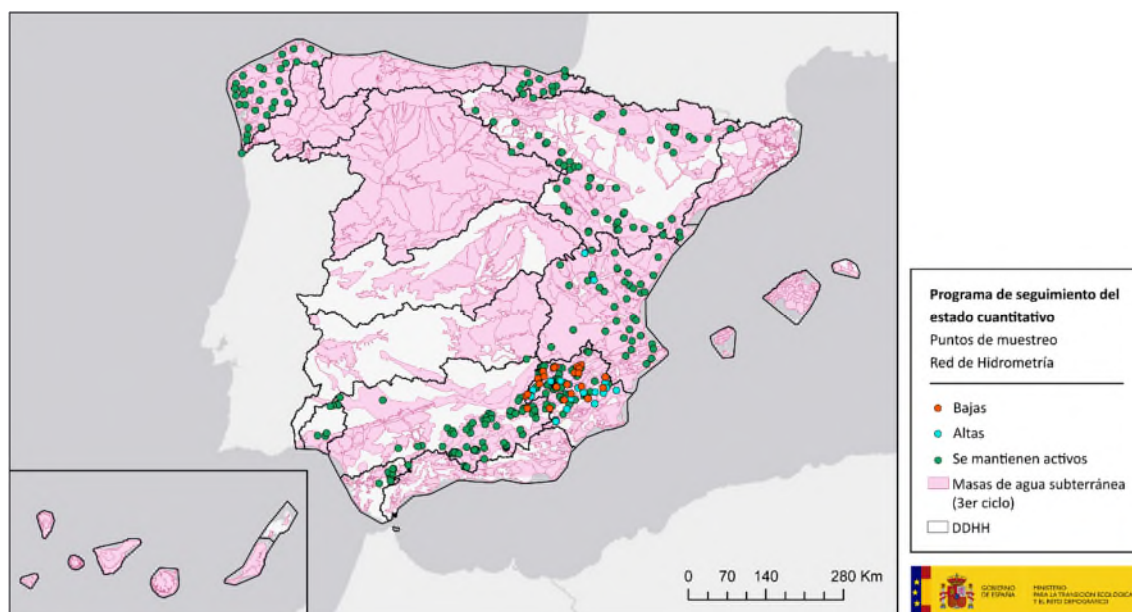 Programa de seguimiento del
estado cuantitativo
Puntos de muestreo
Red de Hidrometría
Bajas
Altas
Se mantienen activos
Masas de agua subterránea
(3er ciclo)
DDHH
0 70 140 280 Km
GOBIERNO
DE ESPAÑA
MINISTERIO
PARA LA TRANSICIÓN ECOLÓGICA
Y EL RETO DEMOGRÁFICO